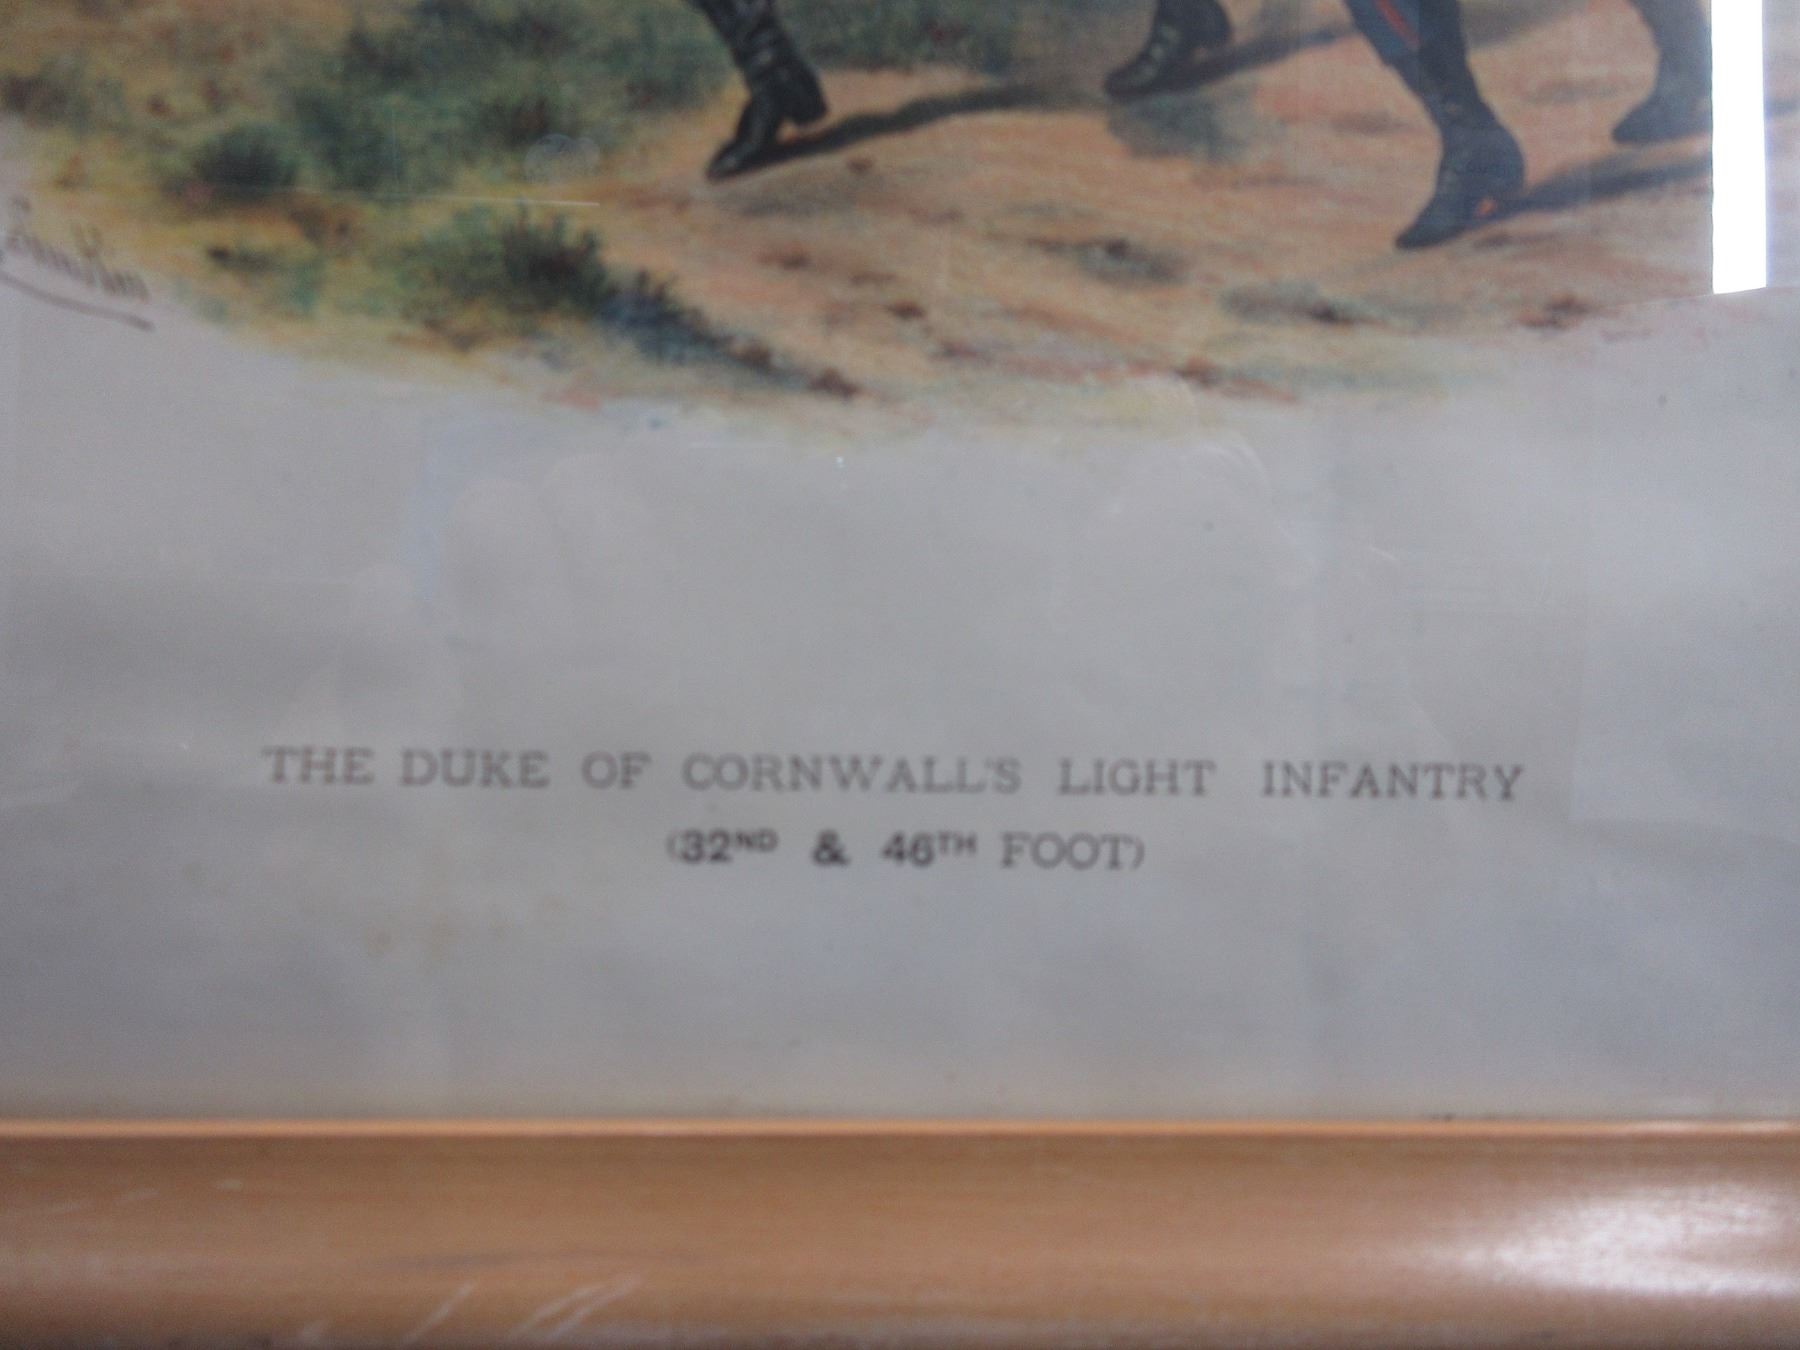 THE DUKE OF CORNWALL'S LIGHT INFANTRY
(32ND & 46TH FOOT)